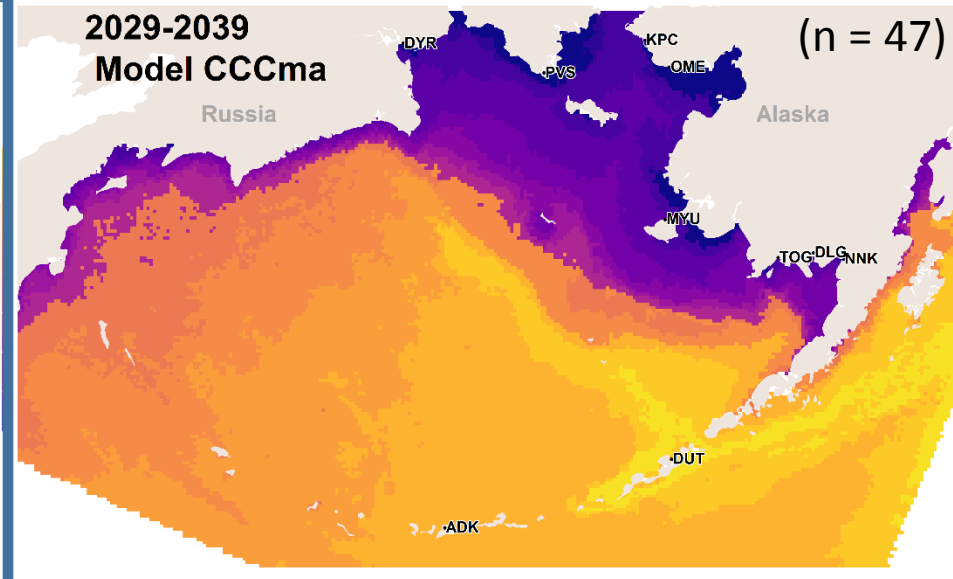 2029-2039
Model CCCma
(n = 47)
DYR
KPC
OME
PVS
Russia
Alaska
MYU
TOG
DLG
NNK
DUT
ADK